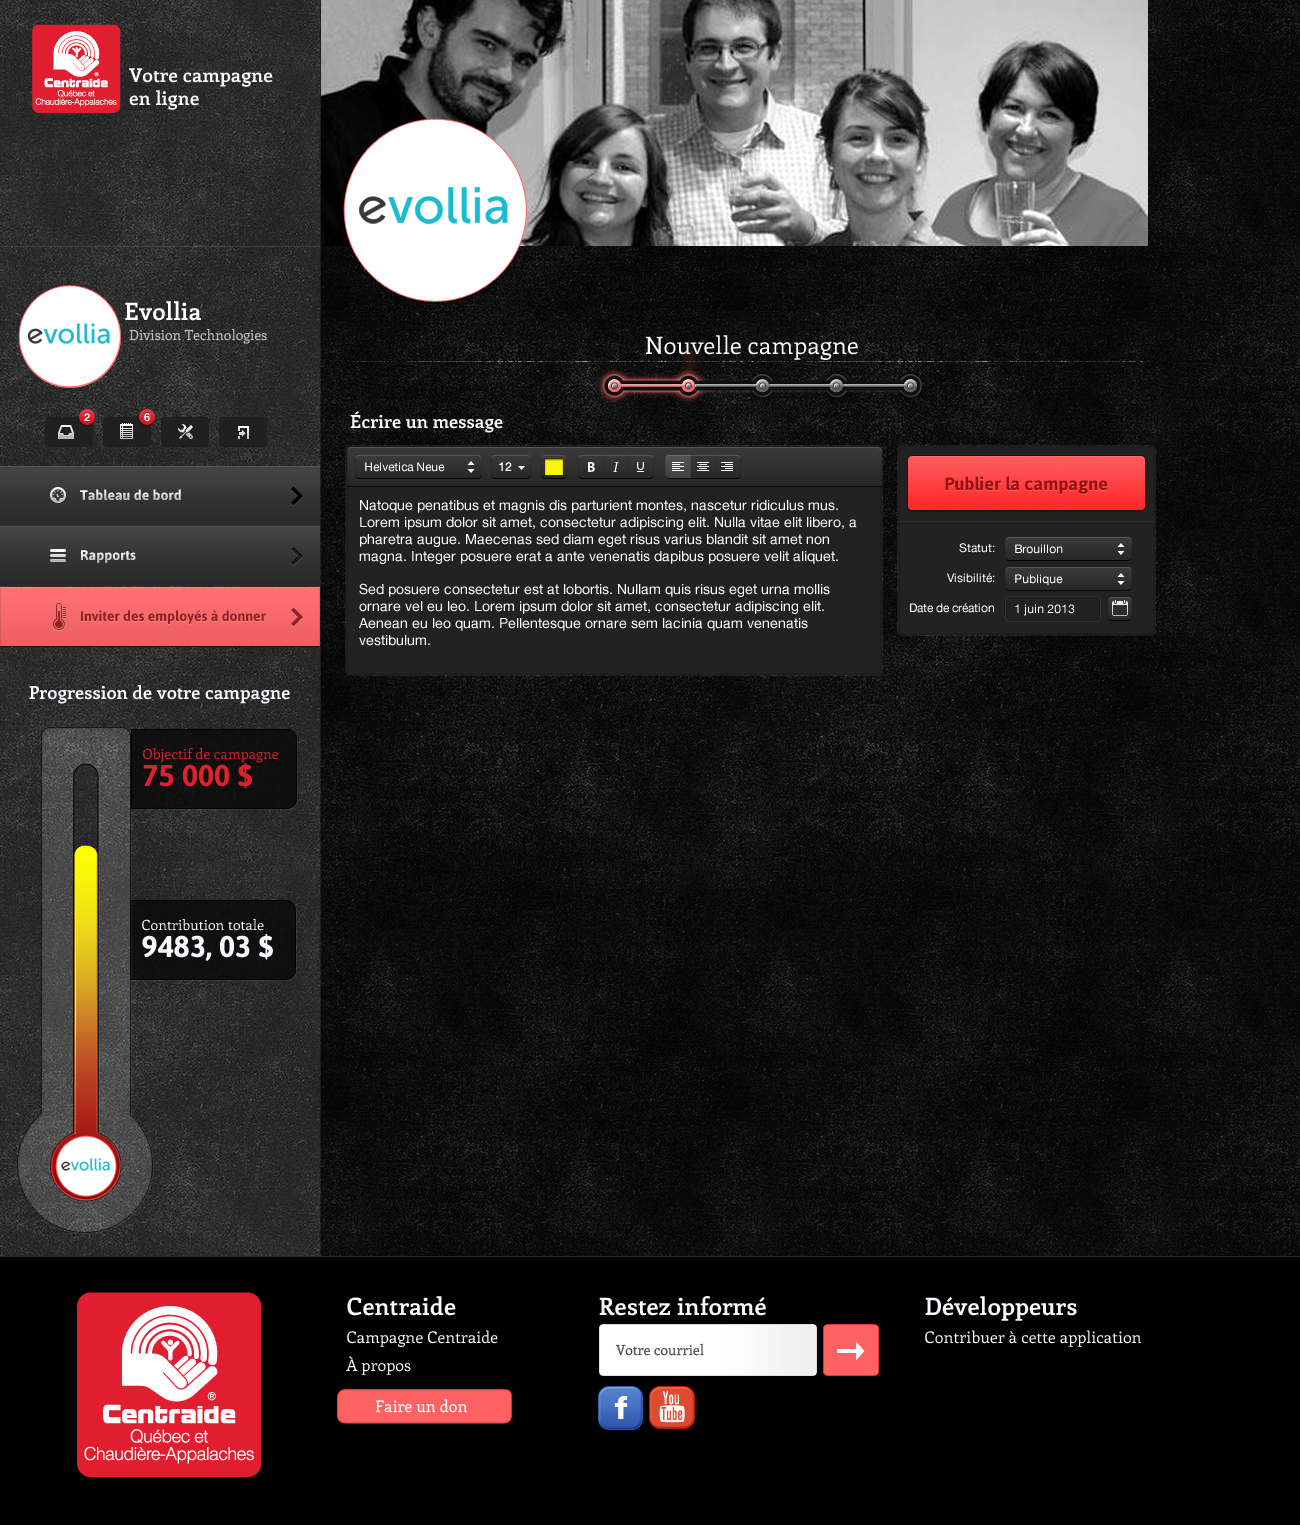 Centraide
Québec et
Chaudière-Appalaches
Votre campagne
en ligne
evollia
evollia
Evollia
Division Technologies
2
6
Tableau de bord
Rapports
Inviter des employés à donner
Progression de votre campagne
Objectif de campagne
75 000 $
Contribution totale
9483, 03 $
evollia
Nouvelle campagne
Écrire un message
Helvetica Neue
12
B I U
Natoque penatibus et magnis dis parturient montes, nascetur ridiculus mus.
Lorem ipsum dolor sit amet, consectetur adipiscing elit. Nulla vitae elit libero, a
pharetra augue. Maecenas sed diam eget risus varius blandit sit amet non
magna. Integer posuere erat a ante venenatis dapibus posuere velit aliquet.
Sed posuere consectetur est at lobortis. Nullam quis risus eget urna mollis
ornare vel eu leo. Lorem ipsum dolor sit amet, consectetur adipiscing elit.
Aenean eu leo quam. Pellentesque ornare sem lacinia quam venenatis
vestibulum.
Publier la campagne
Statut: Brouillon
Visibilité: Publique
Date de création 1 juin 2013
®
Centraide
Québec et
Chaudière-Appalaches
Centraide
Campagne Centraide
À propos
Faire un don
Restez informé
Votre courriel
f
You
Tube
Développeurs
Contribuer à cette application